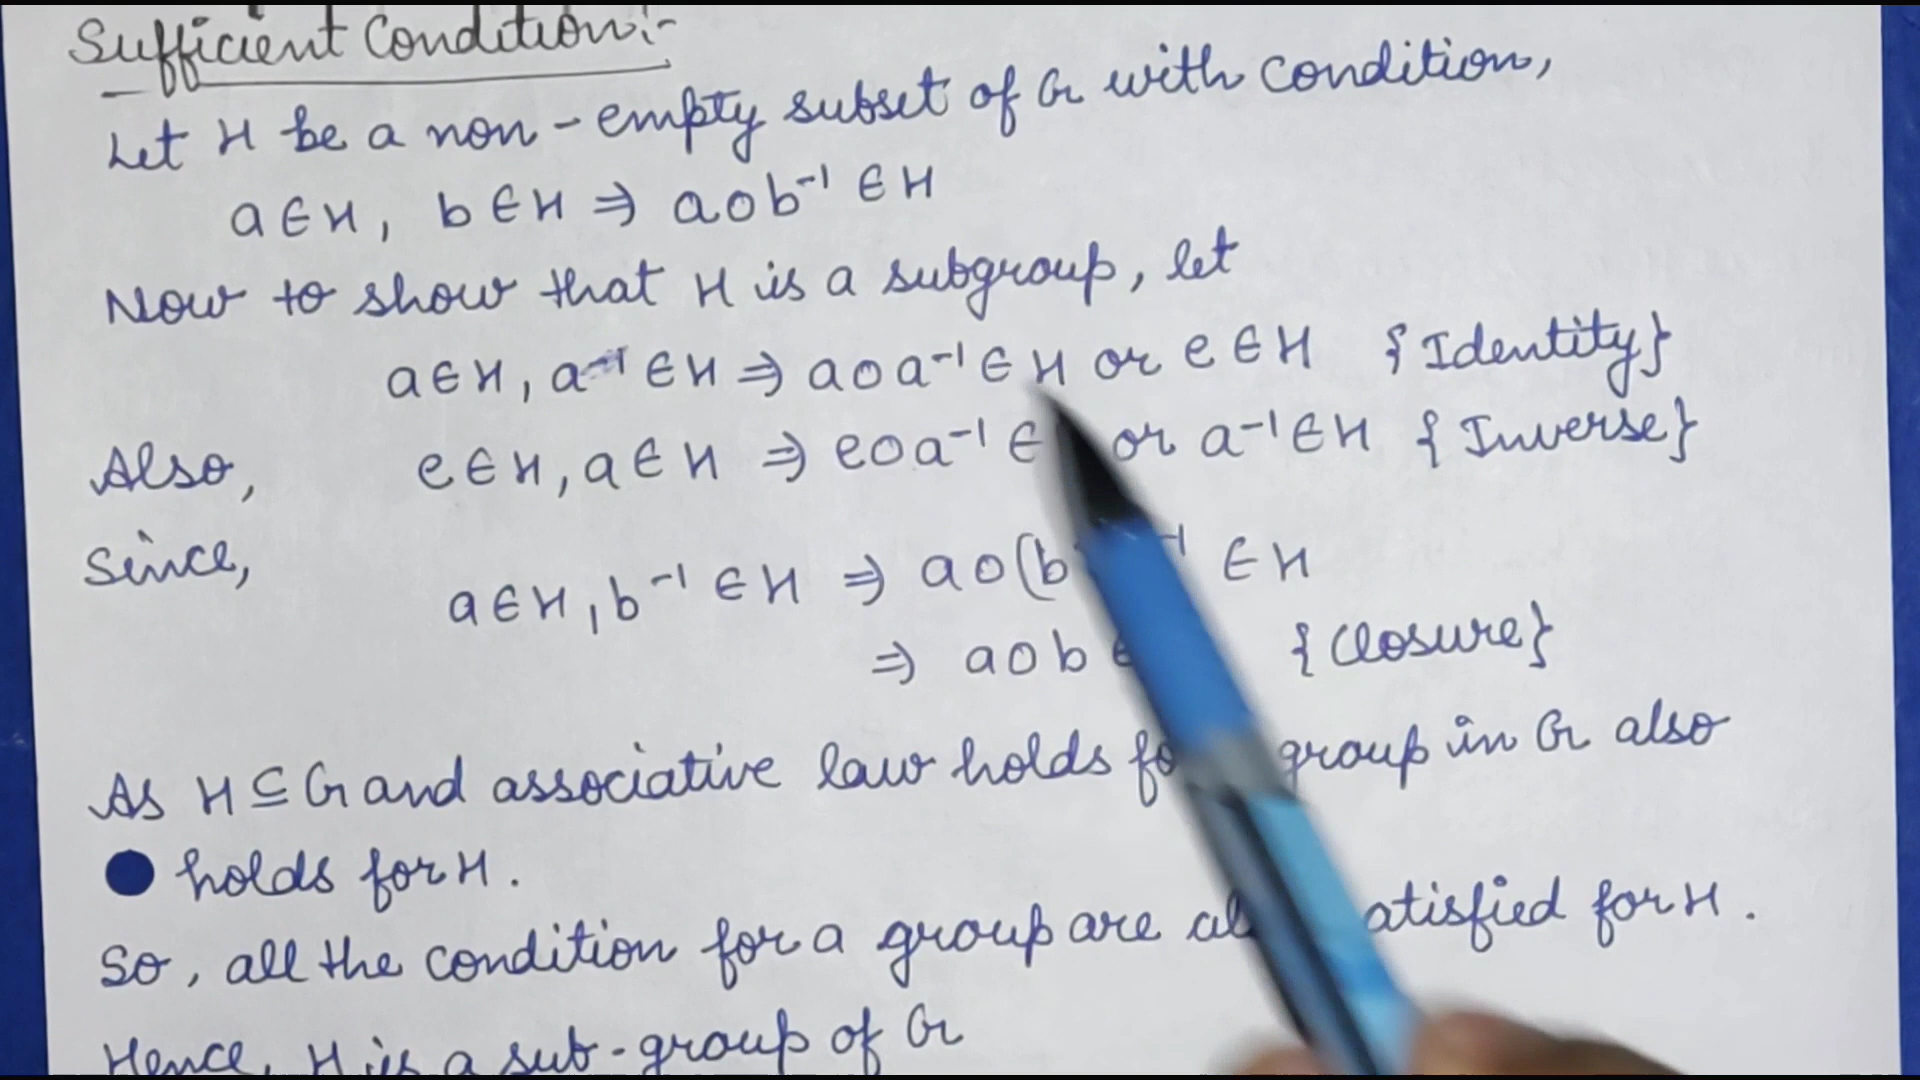 Sufficient Condition:-
Let H be a non-empty subset of G with condition,
a∈H, b∈H ⇒ aob⁻¹ ∈H
Now to show that H is a subgroup, let
a∈H, a⁻¹ ∈H ⇒ aoa⁻¹ ∈H or e∈H {Identity}
Also, e∈H, a∈H ⇒ eoa⁻¹ ∈ or a⁻¹∈H {Inverse}
Since,
a∈H, b⁻¹ ∈H ⇒ ao(b ⁻¹ ∈H
⇒ aob ∈ {Closure}
As H⊆G and associative law holds group in G also
holds for H.
So, all the condition for a group are for H.
Hence, H is a sub-group of G